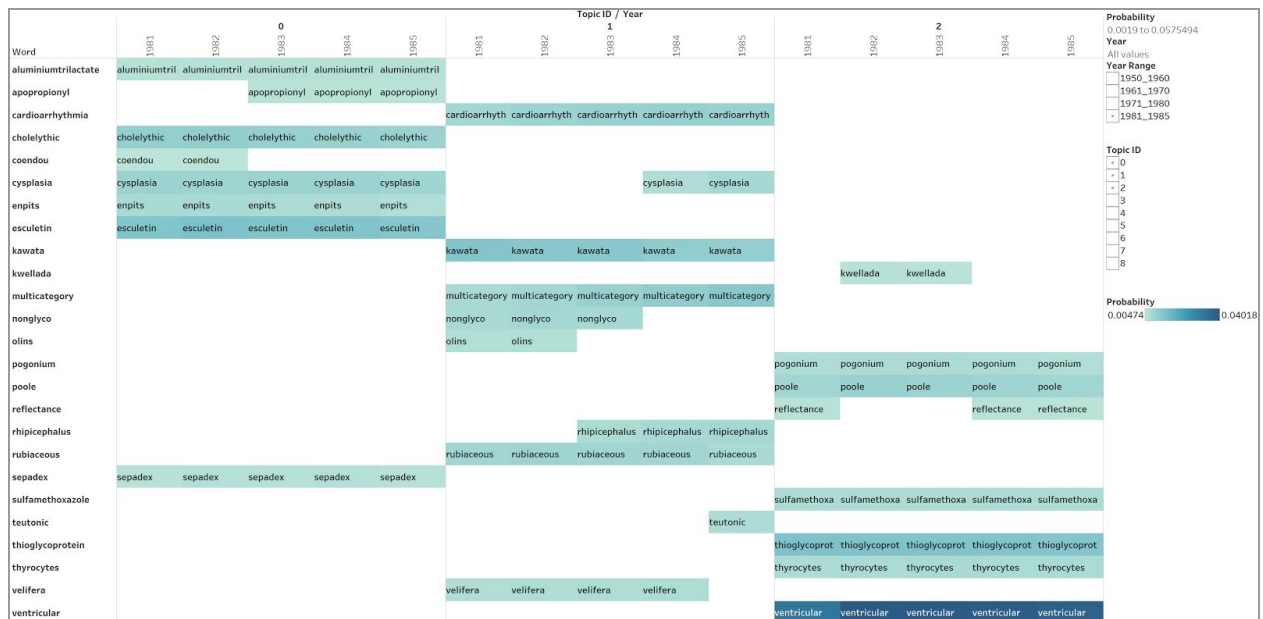 Topic ID / Year
0 1 2
Word 1981 1982 1983 1984 1985 1981 1982 1983 1984 1985 1981 1982 1983 1984 1985
aluminiumtrilactate aluminiumtril aluminiumtril aluminiumtril aluminiumtril aluminiumtril
apopropionyl apopropionyl apopropionyl apopropionyl
cardioarrhythmia cardioarrhyth cardioarrhyth cardioarrhyth cardioarrhyth cardioarrhyth
cholelythic cholelythic cholelythic cholelythic cholelythic cholelythic
coendou coendou coendou
cysplasia cysplasia cysplasia cysplasia cysplasia cysplasia cysplasia cysplasia
enpits enpits enpits enpits enpits enpits
esculetin esculetin esculetin esculetin esculetin esculetin
kawata kawata kawata kawata kawata kawata
kwellada kwellada kwellada
multicategory multicategory multicategory multicategory multicategory multicategory
nonglyco nonglyco nonglyco nonglyco
olins olins olins
pogonium pogonium pogonium pogonium pogonium pogonium
poole poole poole poole poole poole
reflectance reflectance reflectance reflectance
rhipicephalus rhipicephalus rhipicephalus rhipicephalus
rubiaceous rubiaceous rubiaceous rubiaceous rubiaceous rubiaceous
sepadex sepadex sepadex sepadex sepadex sepadex
sulfamethoxazole sulfamethoxa sulfamethoxa sulfamethoxa sulfamethoxa sulfamethoxa
teutonic teutonic
thioglycoprotein thioglycoprot thioglycoprot thioglycoprot thioglycoprot thioglycoprot
thyrocytes thyrocytes thyrocytes thyrocytes thyrocytes thyrocytes
velifera velifera velifera velifera velifera
ventricular ventricular ventricular ventricular ventricular ventricular
Probability
0.0019 to 0.0575494
Year
All values
Year Range
1950_1960
1961_1970
1971_1980
1981_1985
Topic ID
0
1
2
3
4
5
6
7
8
Probability
0.00474 0.04018